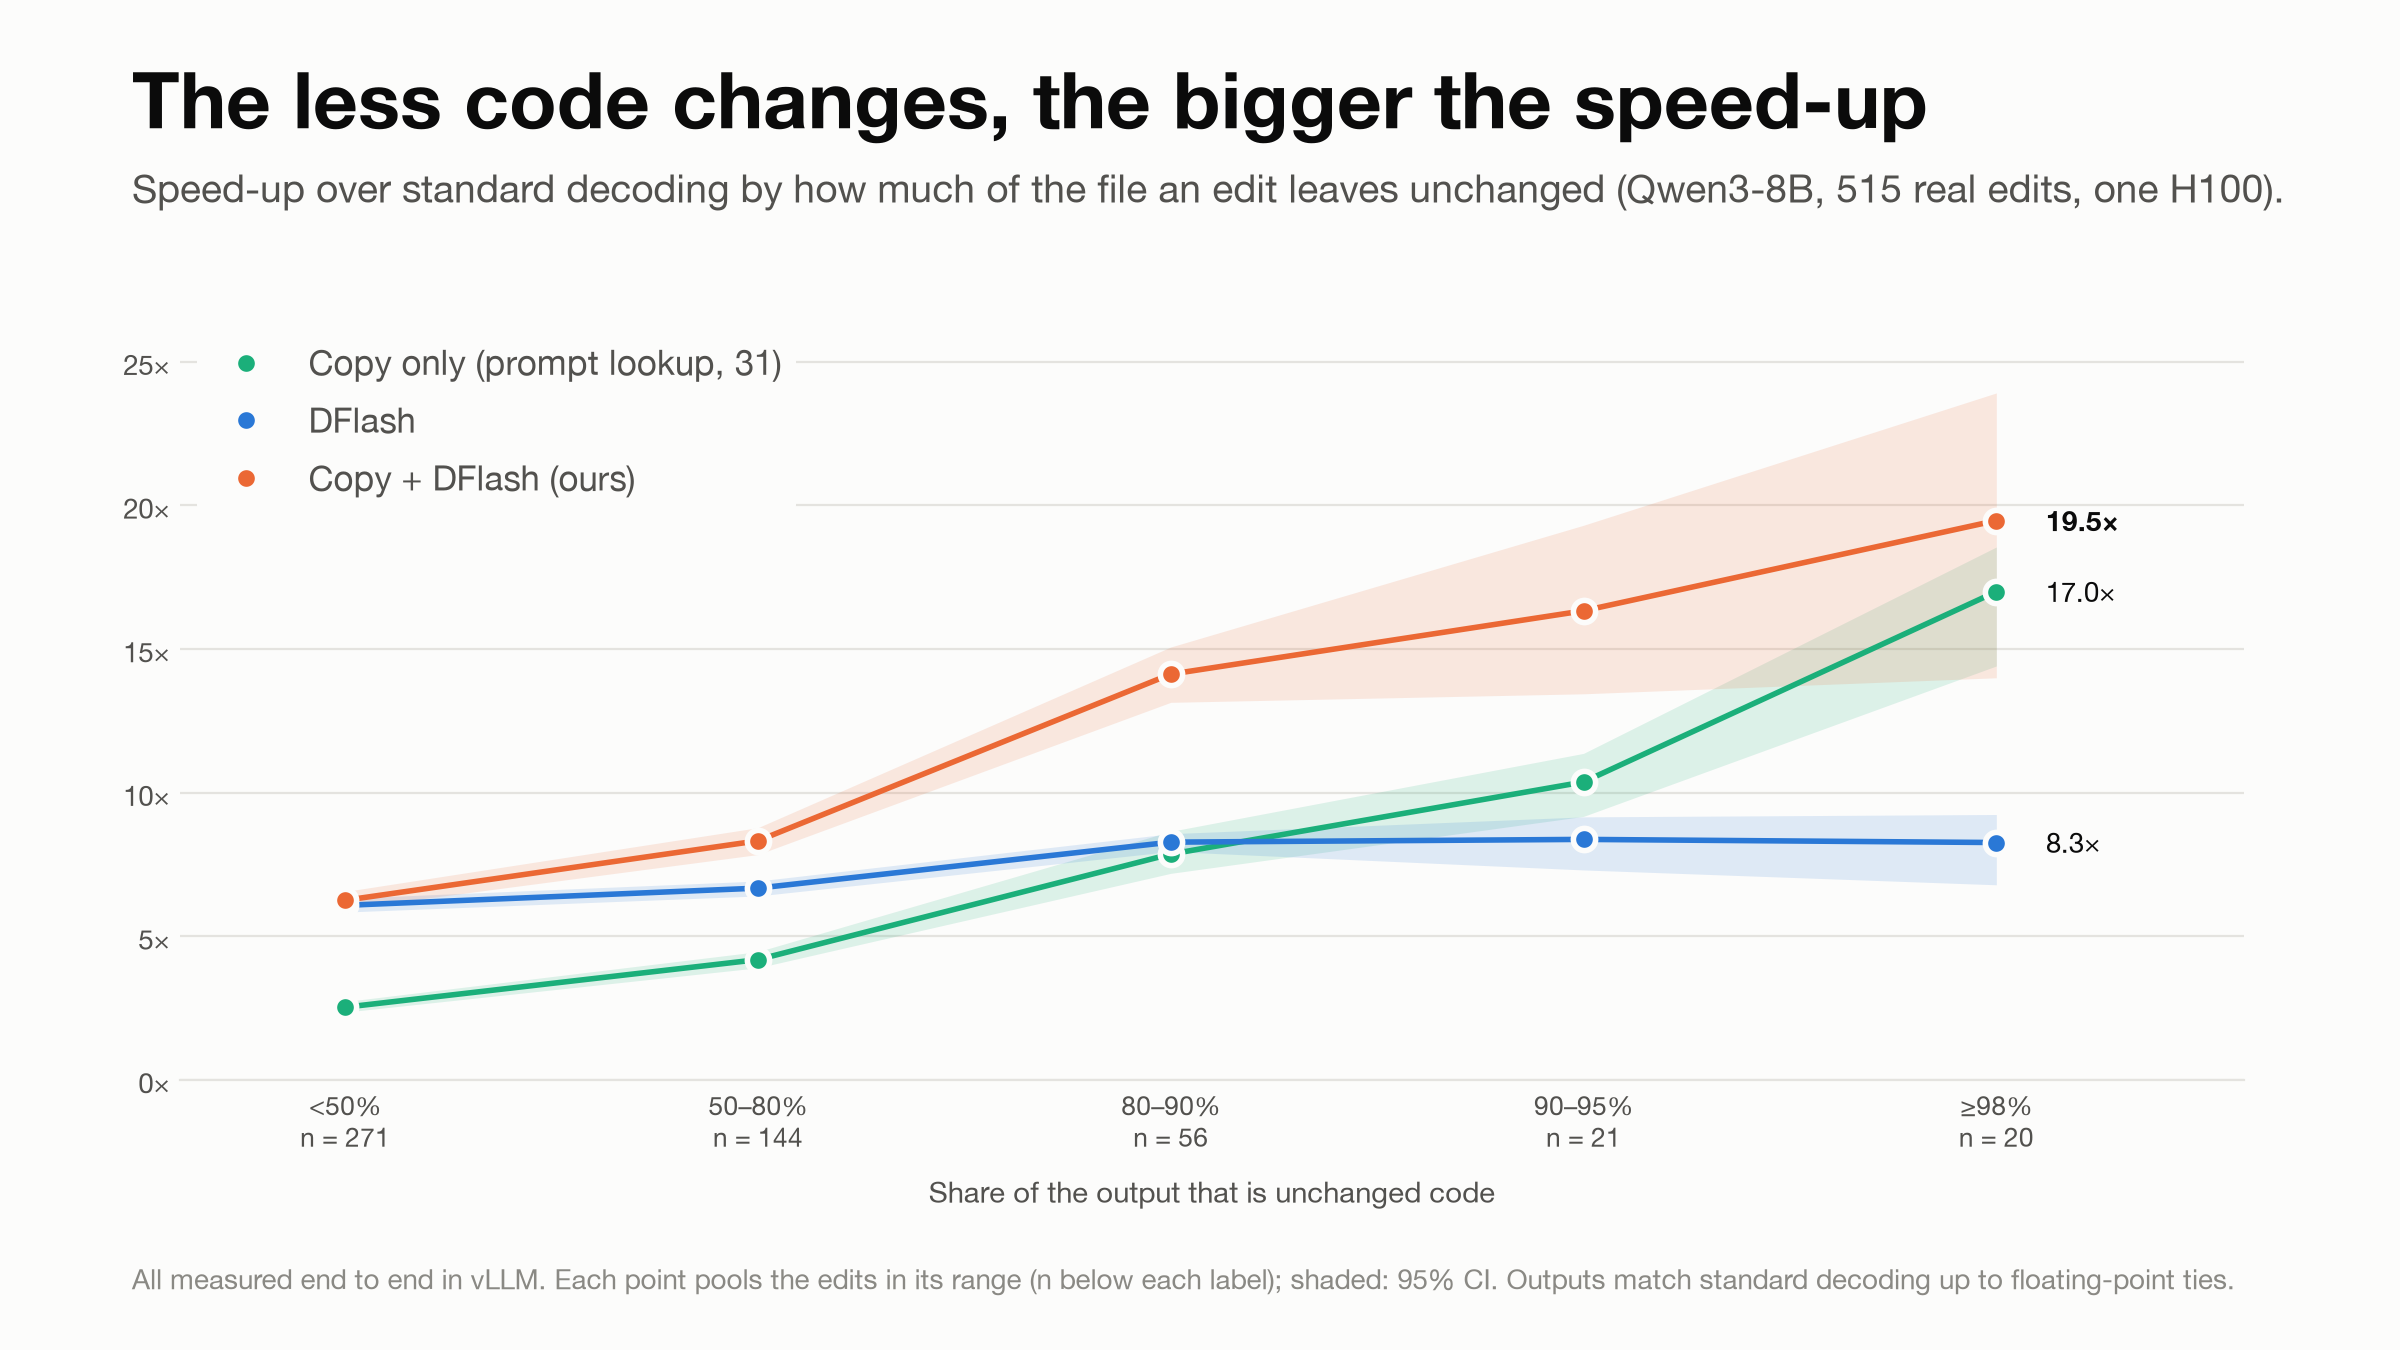 The less code changes, the bigger the speed-up
Speed-up over standard decoding by how much of the file an edit leaves unchanged (Qwen3-8B, 515 real edits, one H100).
25×
Copy only (prompt lookup, 31)
DFlash
Copy + DFlash (ours)
20×
19.5×
17.0×
15×
10×
8.3×
5×
0×
<50%
50–80%
80–90%
90–95%
≥98%
n = 271
n = 144
n = 56
n = 21
n = 20
Share of the output that is unchanged code
All measured end to end in vLLM. Each point pools the edits in its range (n below each label); shaded: 95% CI. Outputs match standard decoding up to floating-point ties.